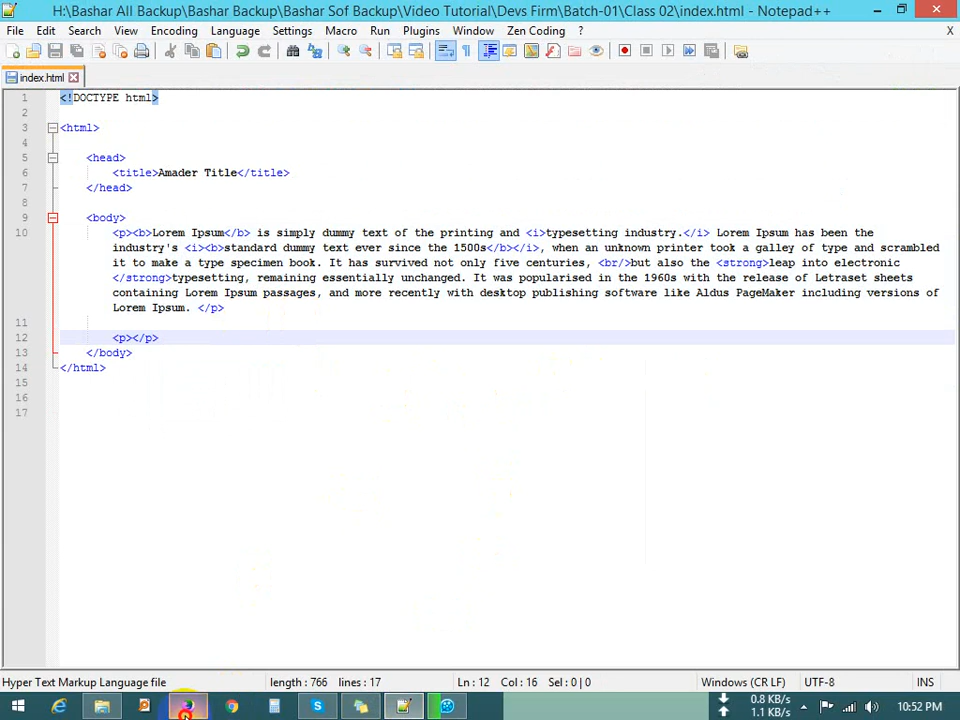 H:\Bashar All Backup\Bashar Backup\Bashar Sof Backup\Video Tutorial\Devs Firm\Batch-01\Class 02\index.html - Notepad++
File Edit Search View Encoding Language Settings Macro Run Plugins Window Zen Coding ? X
index.html
1 <!DOCTYPE html>
2
3 <html>
4
5 <head>
6 <title>Amader Title</title>
7 </head>
8
9 <body>
10 <p><b>Lorem Ipsum</b> is simply dummy text of the printing and <i>typesetting industry.</i> Lorem Ipsum has been the
industry's <i><b>standard dummy text ever since the 1500s</b></i>, when an unknown printer took a galley of type and scrambled
it to make a type specimen book. It has survived not only five centuries, <br/>but also the <strong>leap into electronic
</strong>typesetting, remaining essentially unchanged. It was popularised in the 1960s with the release of Letraset sheets
containing Lorem Ipsum passages, and more recently with desktop publishing software like Aldus PageMaker including versions of
Lorem Ipsum. </p>
11
12 <p></p>
13 </body>
14 </html>
15
16
17
Hyper Text Markup Language file length : 766 lines : 17 Ln : 12 Col : 16 Sel : 0 | 0 Windows (CR LF) UTF-8 INS
0.8 KB/s
1.1 KB/s
10:52 PM